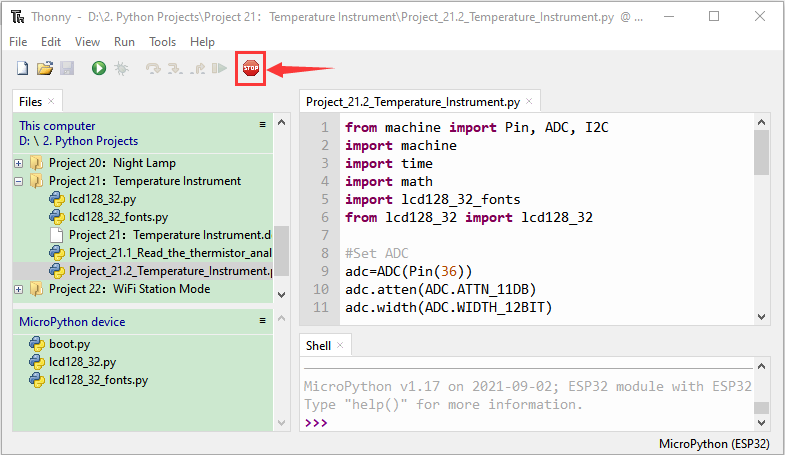 Thonny - D:\2. Python Projects\Project 21：Temperature Instrument\Project_21.2_Temperature_Instrument.py @ ...
File Edit View Run Tools Help
STOP
Files
Project_21.2_Temperature_Instrument.py
This computer
D: \ 2. Python Projects
Project 20：Night Lamp
Project 21：Temperature Instrument
lcd128_32.py
lcd128_32_fonts.py
Project 21：Temperature Instrument.d
Project_21.1_Read_the_thermistor_anal
Project_21.2_Temperature_Instrument.p
Project 22：WiFi Station Mode
MicroPython device
boot.py
lcd128_32.py
lcd128_32_fonts.py
1 from machine import Pin, ADC, I2C
2 import machine
3 import time
4 import math
5 import lcd128_32_fonts
6 from lcd128_32 import lcd128_32
7
8 #Set ADC
9 adc=ADC(Pin(36))
10 adc.atten(ADC.ATTN_11DB)
11 adc.width(ADC.WIDTH_12BIT)
Shell
MicroPython v1.17 on 2021-09-02; ESP32 module with ESP32
Type "help()" for more information.
>>>
MicroPython (ESP32)